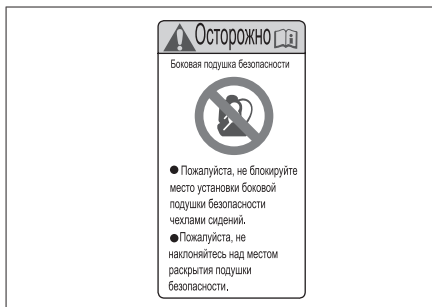 Осторожно
Боковая подушка безопасности
● Пожалуйста, не блокируйте
место установки боковой
подушки безопасности
чехлами сидений.
●Пожалуйста, не
наклоняйтесь над местом
раскрытия подушки
безопасности.